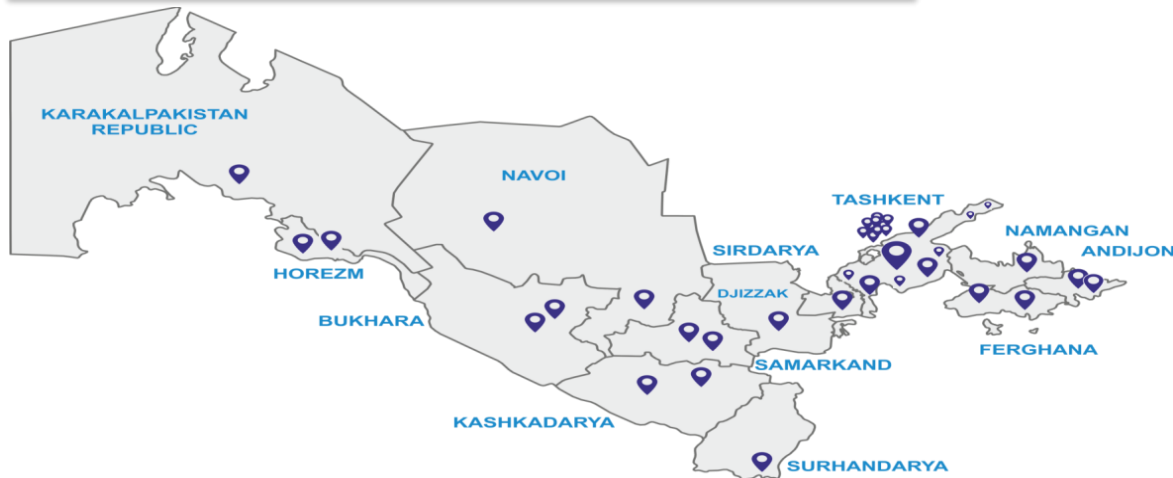 KARAKALPAKISTAN
REPUBLIC
NAVOI
TASHKENT
NAMANGAN
ANDIJON
SIRDARYA
HOREZM
DJIZZAK
BUKHARA
FERGHANA
SAMARKAND
KASHKADARYA
SURHANDARYA